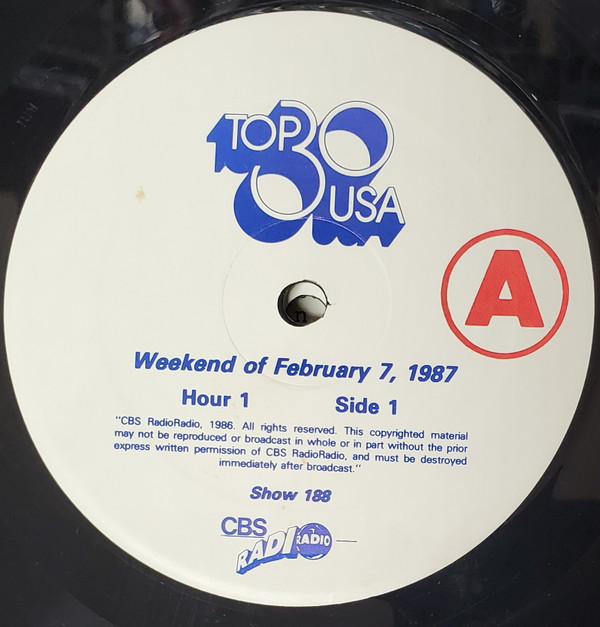 TOP 30
USA
A
Weekend of February 7, 1987
Hour 1 Side 1
"CBS RadioRadio, 1986. All rights reserved. This copyrighted material
may not be reproduced or broadcast in whole or in part without the prior
express written permission of CBS RadioRadio, and must be destroyed
immediately after broadcast."
Show 188
CBS
RADIO RADIO